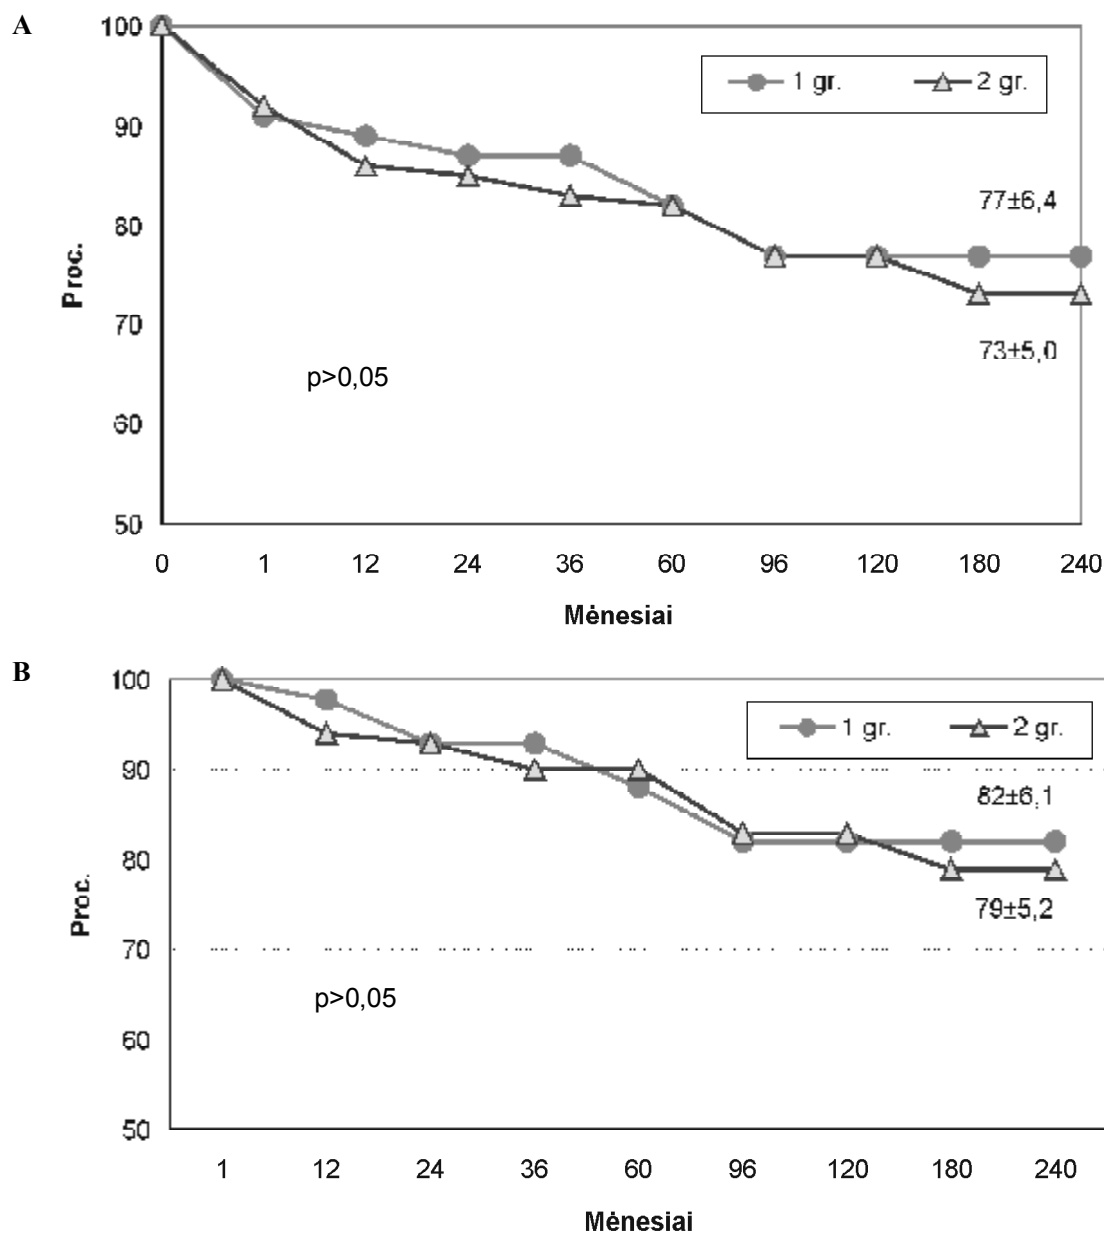 A
100
1 gr. 2 gr.
90
77±6,4
80
Proc.
70
73±5,0
p>0,05
60
50
0 1 12 24 36 60 96 120 180 240
Mėnesiai
B
100
1 gr. 2 gr.
90
82±6,1
80
Proc.
79±5,2
70
p>0,05
60
50
1 12 24 36 60 96 120 180 240
Mėnesiai